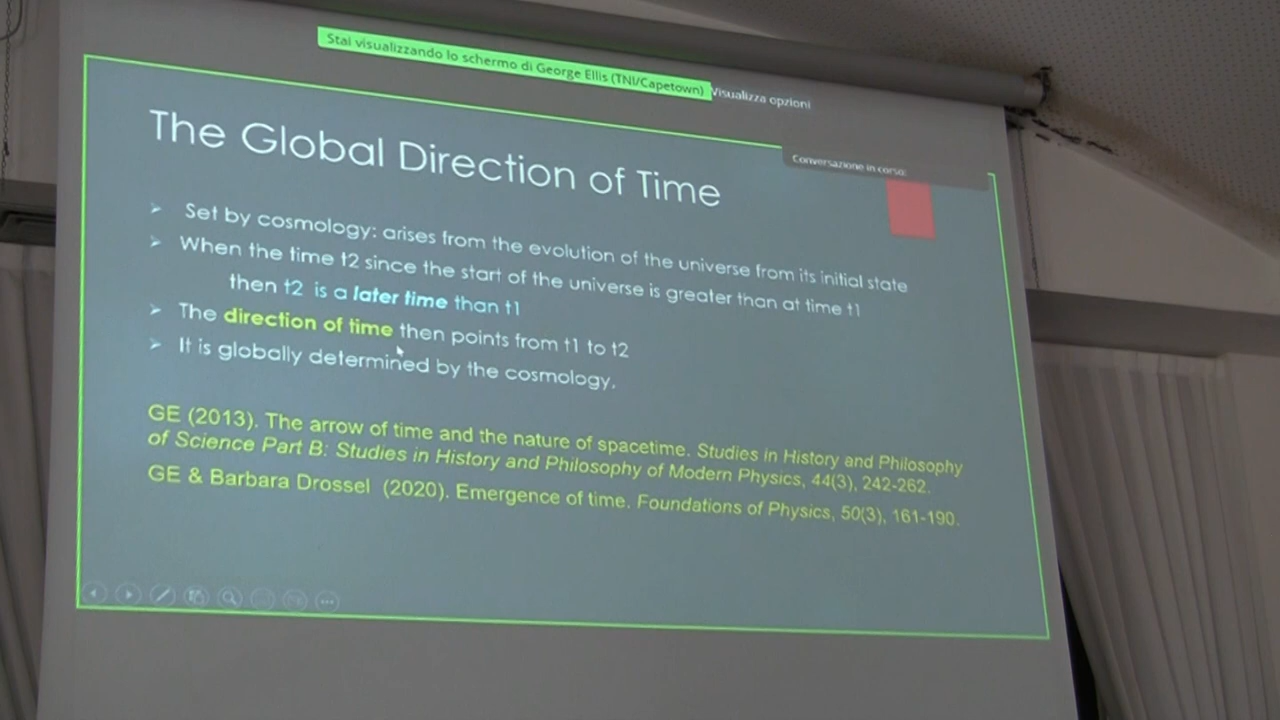 Stai visualizzando lo schermo di George Ellis (TNI/Capetown) Visualizza opzioni
Conversazione in corso:
The Global Direction of Time
➢ Set by cosmology: arises from the evolution of the universe from its initial state
➢ When the time t2 since the start of the universe is greater than at time t1
then t2 is a later time than t1
➢ The direction of time then points from t1 to t2
➢ It is globally determined by the cosmology.
GE (2013). The arrow of time and the nature of spacetime. Studies in History and Philosophy
of Science Part B: Studies in History and Philosophy of Modern Physics, 44(3), 242-262.
GE & Barbara Drossel (2020). Emergence of time. Foundations of Physics, 50(3), 161-190.